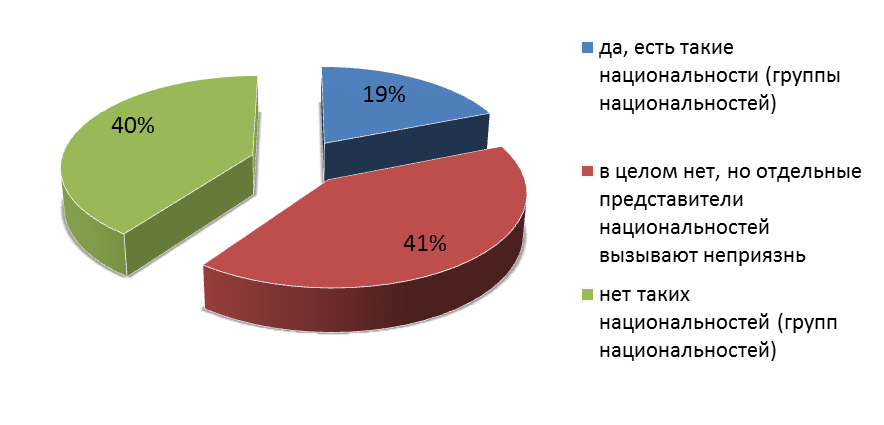 19%
40%
41%
да, есть такие
национальности (группы
национальностей)
в целом нет, но отдельные
представители
национальностей
вызывают неприязнь
нет таких
национальностей (групп
национальностей)